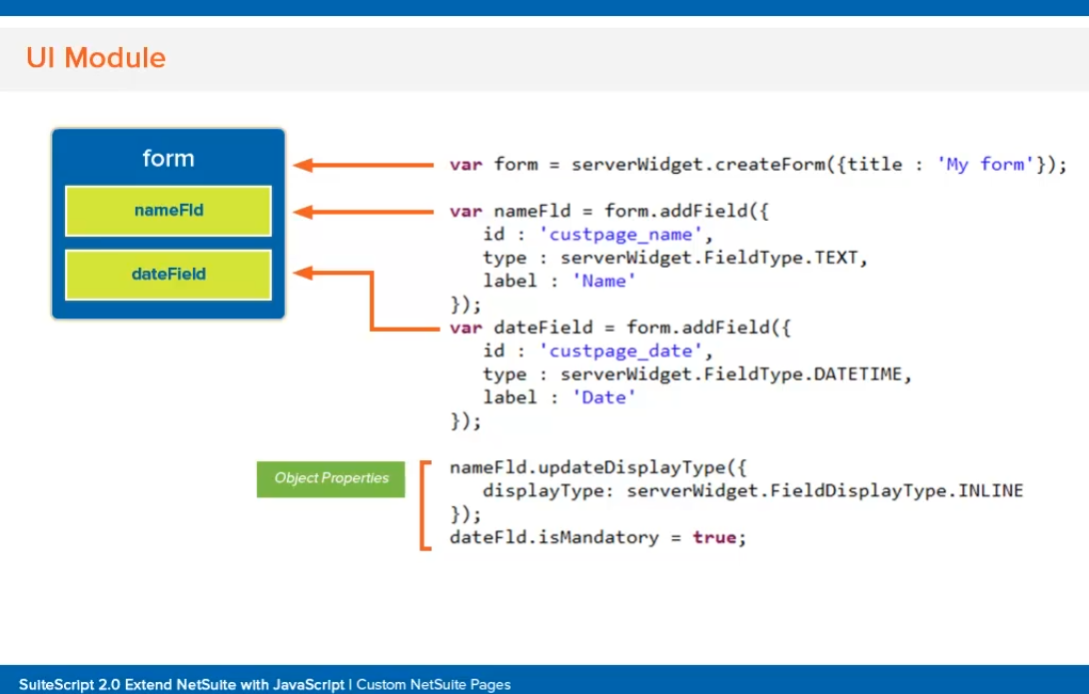 UI Module
form
nameFld
dateField
var form = serverWidget.createForm({title : 'My form'});
var nameFld = form.addField({
id : 'custpage_name',
type : serverWidget.FieldType.TEXT,
label : 'Name'
});
var dateField = form.addField({
id : 'custpage_date',
type : serverWidget.FieldType.DATETIME,
label : 'Date'
});
Object Properties
nameFld.updateDisplayType({
displayType: serverWidget.FieldDisplayType.INLINE
});
dateFld.isMandatory = true;
SuiteScript 2.0 Extend NetSuite with JavaScript | Custom NetSuite Pages